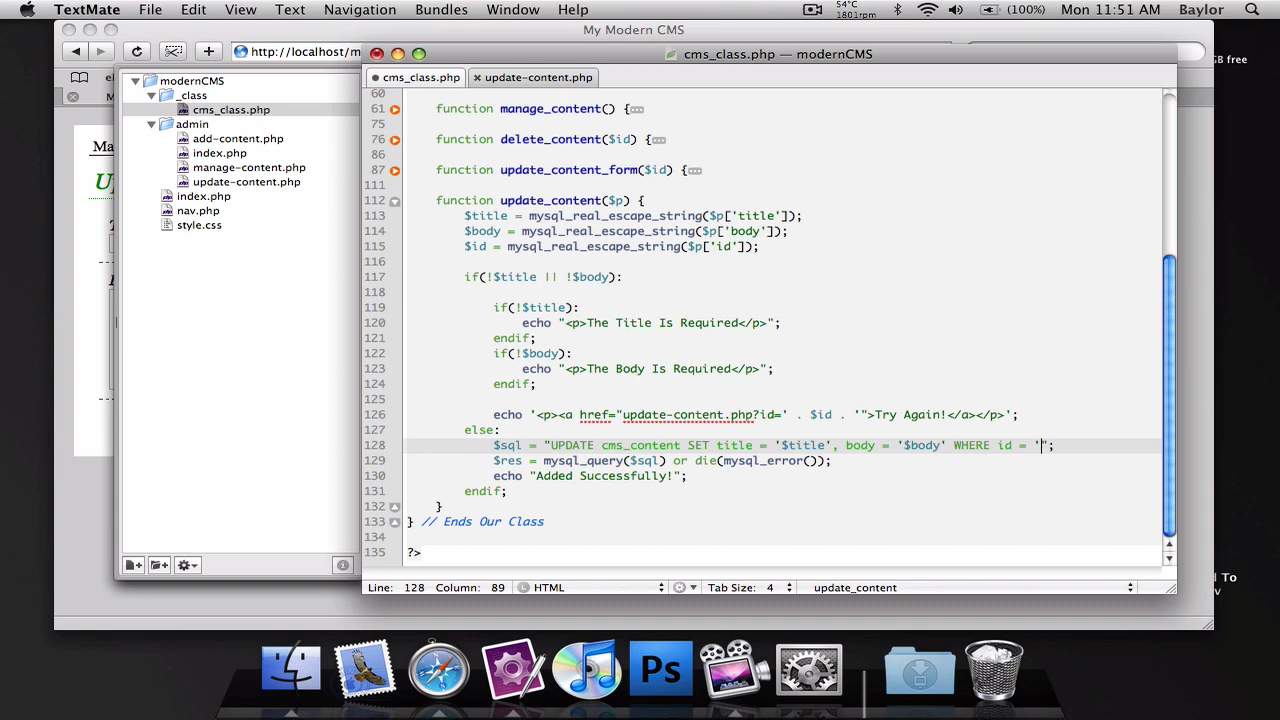 TextMate File Edit View Text Navigation Bundles Window Help 54°C 1801rpm (100%) Mon 11:51 AM Baylor
My Modern CMS
http://localhost/m
cms_class.php — modernCMS
GB free
cms_class.php
update-content.php
modernCMS
_class
cms_class.php
admin
add-content.php
index.php
manage-content.php
update-content.php
index.php
nav.php
style.css
Ma
60
61 function manage_content() {
75
76 function delete_content($id) {
86
87 function update_content_form($id) {
111
112 function update_content($p) {
113 $title = mysql_real_escape_string($p['title']);
114 $body = mysql_real_escape_string($p['body']);
115 $id = mysql_real_escape_string($p['id']);
116
117 if(!$title || !$body):
118
119 if(!$title):
120 echo "<p>The Title Is Required</p>";
121 endif;
122 if(!$body):
123 echo "<p>The Body Is Required</p>";
124 endif;
125
126 echo '<p><a href="update-content.php?id=' . $id . '">Try Again!</a></p>';
127 else:
128 $sql = "UPDATE cms_content SET title = '$title', body = '$body' WHERE id = '";
129 $res = mysql_query($sql) or die(mysql_error());
130 echo "Added Successfully!";
131 endif;
132 }
133 } // Ends Our Class
134
135 ?>
Line: 128 Column: 89 HTML Tab Size: 4 update_content
Ps